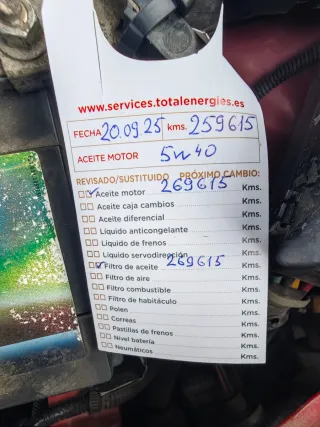 www.services.totalenergies.es
FECHA 20.09.25 kms. 259615
ACEITE MOTOR 5w40
REVISADO/SUSTITUIDO PRÓXIMO CAMBIO:
Aceite motor 269615 Kms.
Aceite caja cambios Kms.
Aceite diferencial Kms.
Líquido anticongelante Kms.
Líquido de frenos Kms.
Líquido servodirección Kms.
Filtro de aceite 269615 Kms.
Filtro de aire Kms.
Filtro combustible Kms.
Filtro de habitáculo Kms.
Polen Kms.
Correas Kms.
Pastillas de frenos Kms.
Nivel batería Kms.
Neumáticos Kms.